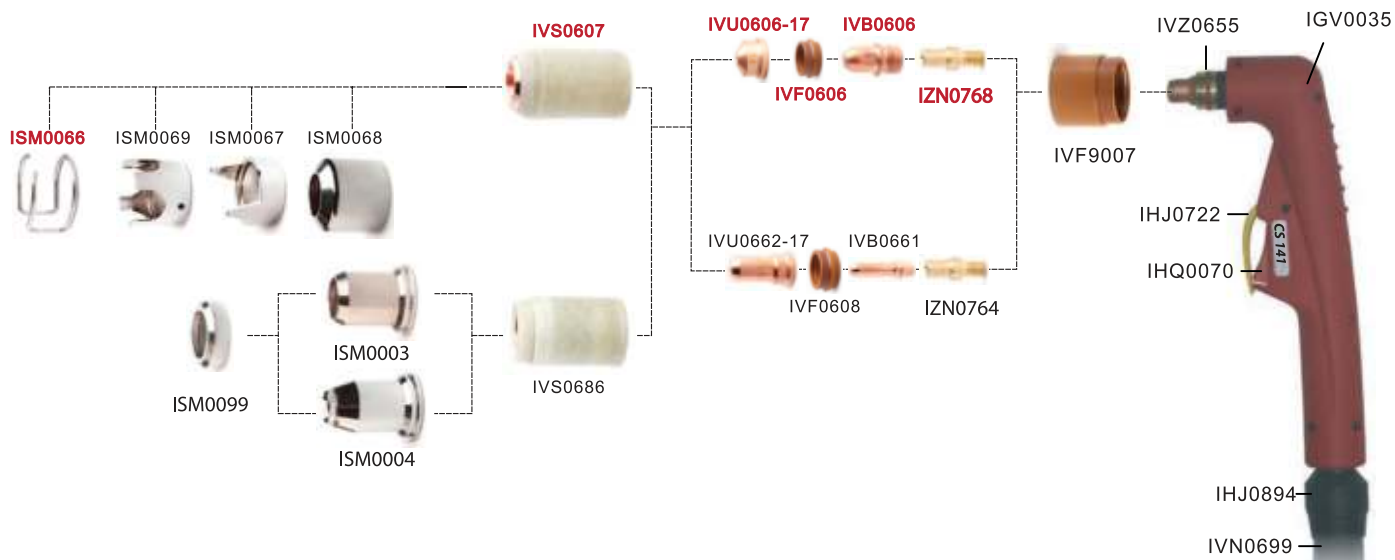 IVS0607
IVU0606-17
IVB0606
IVZ0655
IGV0035
IVF0606
IZN0768
ISM0066
ISM0069
ISM0067
ISM0068
IVF9007
IHJ0722
CS 141
IVU0662-17
IVB0661
IHQ0070
IVF0608
IZN0764
ISM0003
IVS0686
ISM0099
ISM0004
IHJ0894
IVN0699